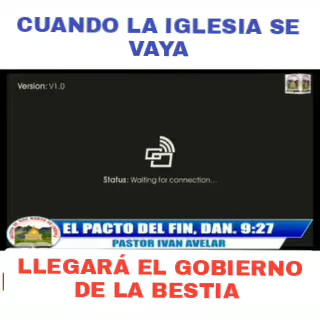 CUANDO LA IGLESIA SE
VAYA
Version: V1.0
Status: Waiting for connection...
EL PACTO DEL FIN, DAN. 9:27
PASTOR IVAN AVELAR
LLEGARÁ EL GOBIERNO
DE LA BESTIA